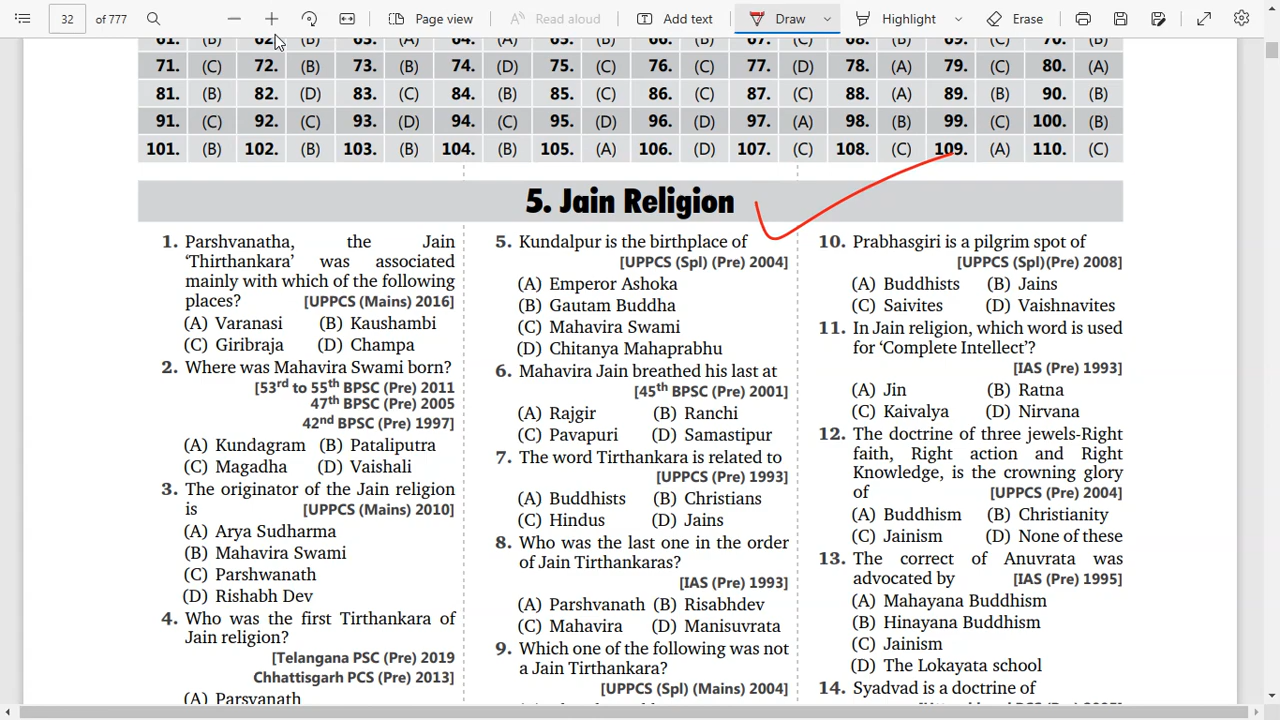 32 of 777 Page view Read aloud Add text Draw Highlight Erase
61. (B) 62. (B) 63. (A) 64. (A) 65. (B) 66. (B) 67. (C) 68. (B) 69. (C) 70. (B)
71. (C) 72. (B) 73. (B) 74. (D) 75. (C) 76. (C) 77. (D) 78. (A) 79. (C) 80. (A)
81. (B) 82. (D) 83. (C) 84. (B) 85. (C) 86. (C) 87. (C) 88. (A) 89. (B) 90. (B)
91. (C) 92. (C) 93. (D) 94. (C) 95. (D) 96. (D) 97. (A) 98. (B) 99. (C) 100. (B)
101. (B) 102. (B) 103. (B) 104. (B) 105. (A) 106. (D) 107. (C) 108. (C) 109. (A) 110. (C)
5. Jain Religion
1. Parshvanatha, the Jain
‘Thirthankara’ was associated
mainly with which of the following
places? [UPPCS (Mains) 2016]
(A) Varanasi (B) Kaushambi
(C) Giribraja (D) Champa
2. Where was Mahavira Swami born?
[53rd to 55th BPSC (Pre) 2011
47th BPSC (Pre) 2005
42nd BPSC (Pre) 1997]
(A) Kundagram (B) Pataliputra
(C) Magadha (D) Vaishali
3. The originator of the Jain religion
is [UPPCS (Mains) 2010]
(A) Arya Sudharma
(B) Mahavira Swami
(C) Parshwanath
(D) Rishabh Dev
4. Who was the first Tirthankara of
Jain religion?
[Telangana PSC (Pre) 2019
Chhattisgarh PCS (Pre) 2013]
(A) Parsvanath
5. Kundalpur is the birthplace of
[UPPCS (Spl) (Pre) 2004]
(A) Emperor Ashoka
(B) Gautam Buddha
(C) Mahavira Swami
(D) Chitanya Mahaprabhu
6. Mahavira Jain breathed his last at
[45th BPSC (Pre) 2001]
(A) Rajgir (B) Ranchi
(C) Pavapuri (D) Samastipur
7. The word Tirthankara is related to
[UPPCS (Pre) 1993]
(A) Buddhists (B) Christians
(C) Hindus (D) Jains
8. Who was the last one in the order
of Jain Tirthankaras?
[IAS (Pre) 1993]
(A) Parshvanath (B) Risabhdev
(C) Mahavira (D) Manisuvrata
9. Which one of the following was not
a Jain Tirthankara?
[UPPCS (Spl) (Mains) 2004]
10. Prabhasgiri is a pilgrim spot of
[UPPCS (Spl)(Pre) 2008]
(A) Buddhists (B) Jains
(C) Saivites (D) Vaishnavites
11. In Jain religion, which word is used
for ‘Complete Intellect’?
[IAS (Pre) 1993]
(A) Jin (B) Ratna
(C) Kaivalya (D) Nirvana
12. The doctrine of three jewels-Right
faith, Right action and Right
Knowledge, is the crowning glory
of [UPPCS (Pre) 2004]
(A) Buddhism (B) Christianity
(C) Jainism (D) None of these
13. The correct of Anuvrata was
advocated by [IAS (Pre) 1995]
(A) Mahayana Buddhism
(B) Hinayana Buddhism
(C) Jainism
(D) The Lokayata school
14. Syadvad is a doctrine of